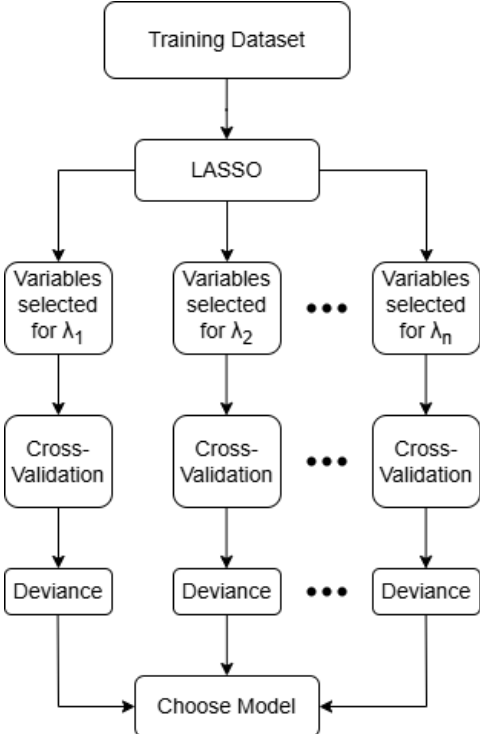 Training Dataset
LASSO
Variables
selected
for λ1
Variables
selected
for λ2
Variables
selected
for λn
Cross-
Validation
Cross-
Validation
Cross-
Validation
Deviance
Deviance
Deviance
Choose Model